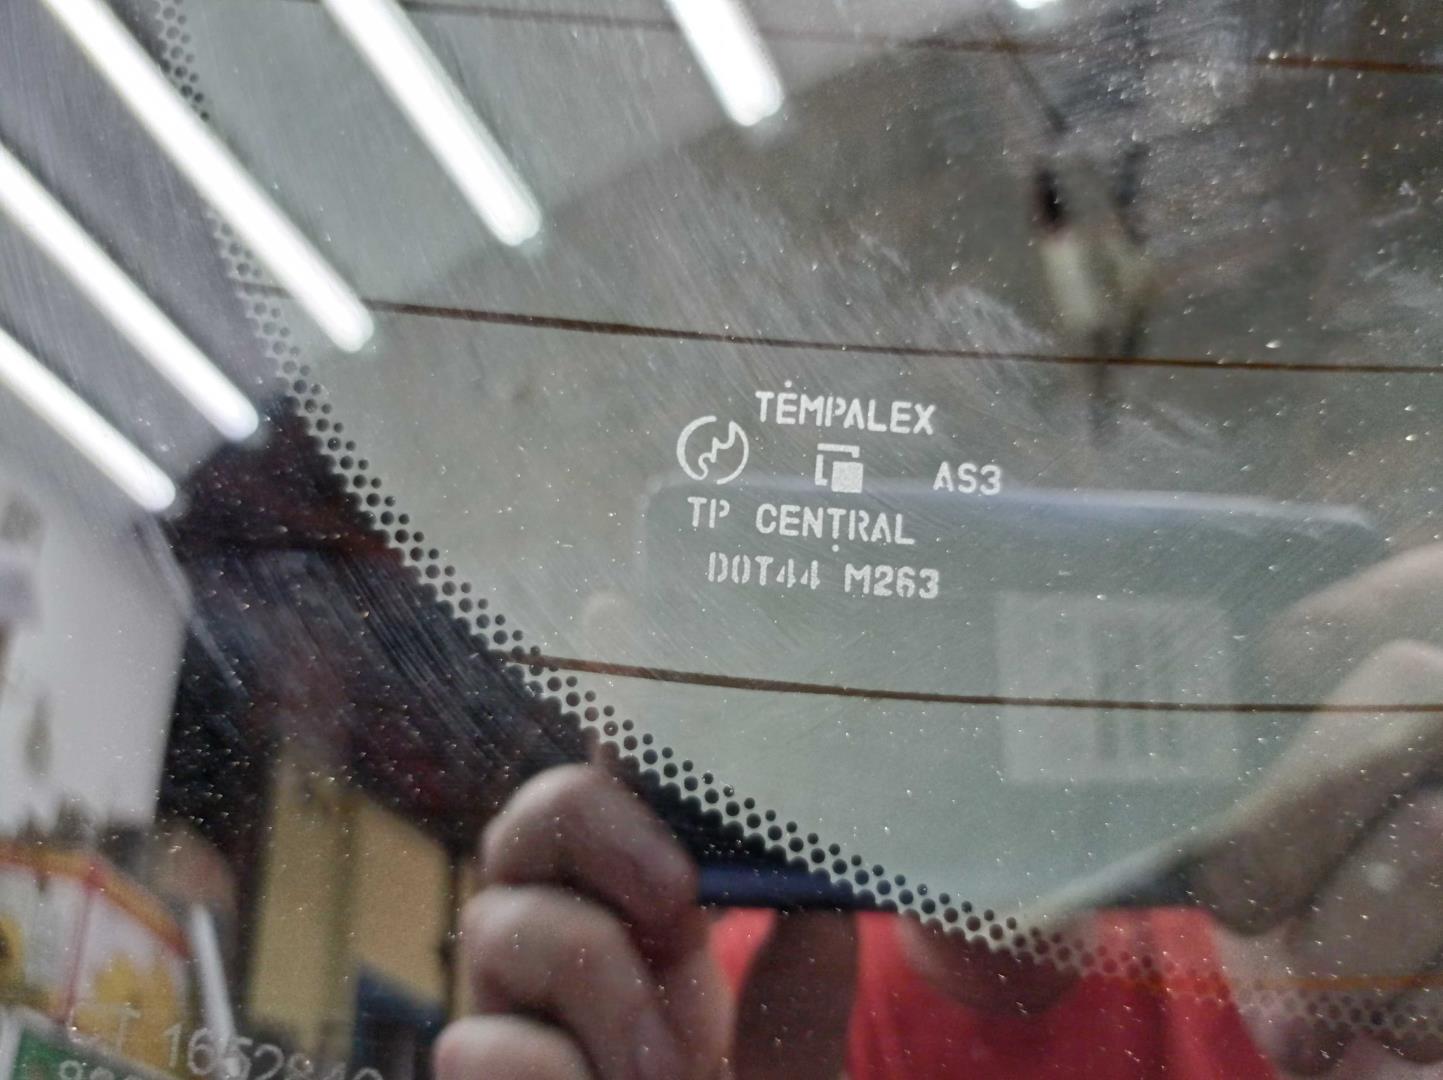 TEMPALEX
AS3
TP CENTRAL
DOT44 M263